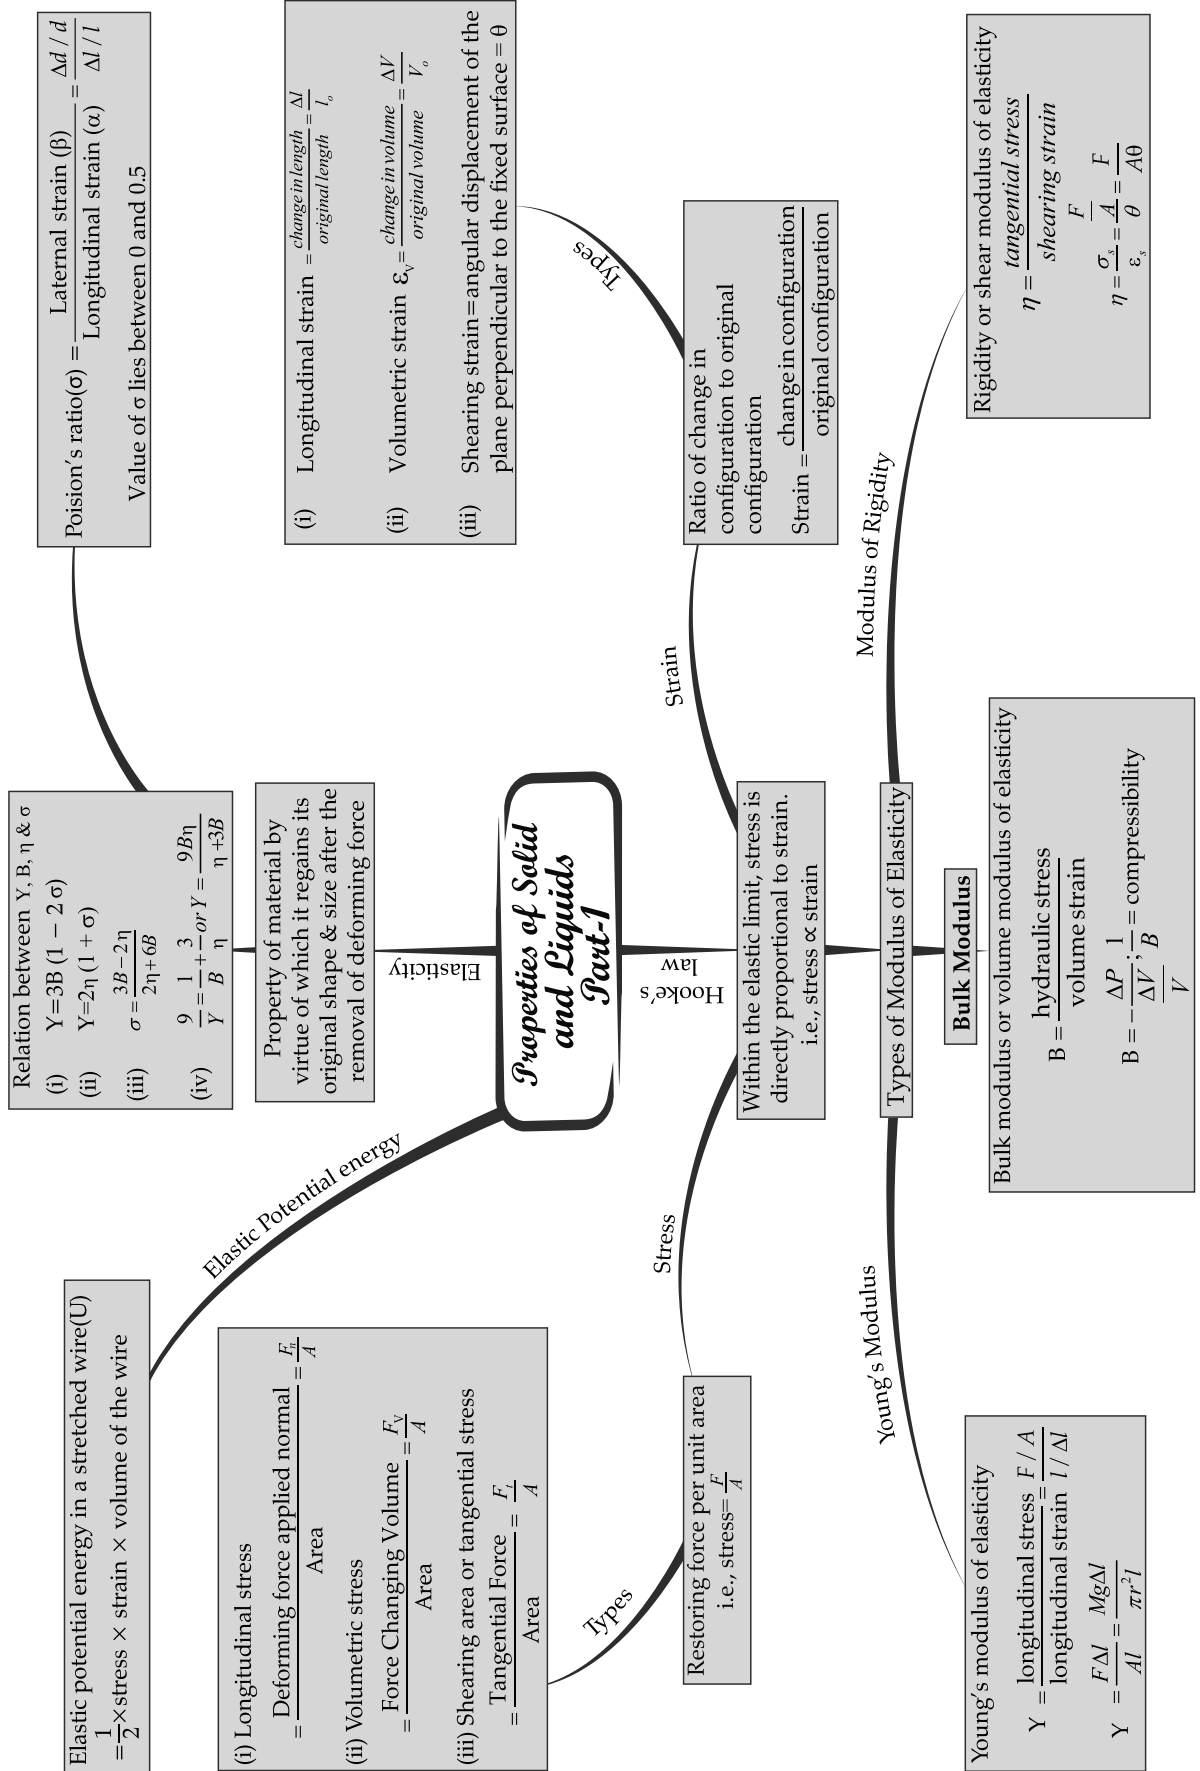 Properties of Solid
and Liquids
Part-1
Elastic Potential energy
Elastic potential energy in a stretched wire(U)
= 1/2 ×stress × strain × volume of the wire
Elasticity
Property of material by
virtue of which it regains its
original shape & size after the
removal of deforming force
Relation between Y, B, η & σ
(i) Y=3B (1 − 2σ)
(ii) Y=2η (1 + σ)
(iii) σ = (3B − 2η)/(2η + 6B)
(iv) 9/Y = 1/B + 3/η or Y = 9Bη/(η +3B)
Poision's ratio(σ) = Laternal strain (β)/Longitudinal strain (α) = (Δd / d)/(Δl / l)
Value of σ lies between 0 and 0.5
Hooke's
law
Within the elastic limit, stress is
directly proportional to strain.
i.e., stress ∝ strain
Stress
Restoring force per unit area
i.e., stress= F/A
Types
(i) Longitudinal stress
= Deforming force applied normal/Area = Fn/A
(ii) Volumetric stress
= Force Changing Volume/Area = FV/A
(iii) Shearing area or tangential stress
= Tangential Force/Area = Ft/A
Strain
Ratio of change in
configuration to original
configuration
Strain = change in configuration/original configuration
Types
(i) Longitudinal strain = change in length/original length = Δl/lo
(ii) Volumetric strain εV = change in volume/original volume = ΔV/Vo
(iii) Shearing strain=angular displacement of the
plane perpendicular to the fixed surface = θ
Types of Modulus of Elasticity
Young's Modulus
Young's modulus of elasticity
Y = longitudinal stress/longitudinal strain = (F / A)/(l / Δl)
Y = FΔl/Al = MgΔl/πr²l
Bulk Modulus
Bulk modulus or volume modulus of elasticity
B = hydraulic stress/volume strain
B = − ΔP/(ΔV/V); 1/B = compressibility
Modulus of Rigidity
Rigidity or shear modulus of elasticity
η = tangential stress/shearing strain
η = σs/εs = (F/A)/θ = F/Aθ